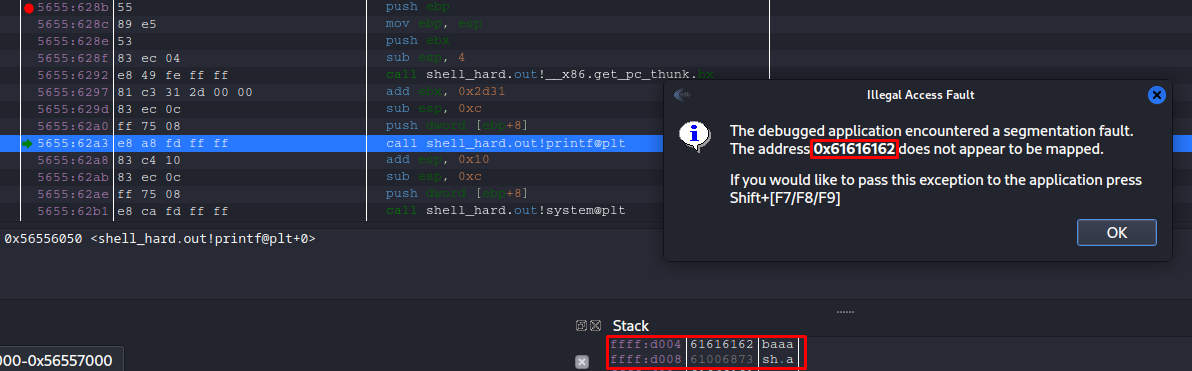 5655:628b 55 push ebp
5655:628c 89 e5 mov ebp, esp
5655:628e 53 push ebx
5655:628f 83 ec 04 sub esp, 4
5655:6292 e8 49 fe ff ff call shell_hard.out!__x86.get_pc_thunk.bx
5655:6297 81 c3 31 2d 00 00 add ebx, 0x2d31
5655:629d 83 ec 0c sub esp, 0xc
5655:62a0 ff 75 08 push dword [ebp+8]
5655:62a3 e8 a8 fd ff ff call shell_hard.out!printf@plt
5655:62a8 83 c4 10 add esp, 0x10
5655:62ab 83 ec 0c sub esp, 0xc
5655:62ae ff 75 08 push dword [ebp+8]
5655:62b1 e8 ca fd ff ff call shell_hard.out!system@plt
0x56556050 <shell_hard.out!printf@plt+0>
Illegal Access Fault
The debugged application encountered a segmentation fault.
The address 0x61616162 does not appear to be mapped.
If you would like to pass this exception to the application press
Shift+[F7/F8/F9]
OK
Stack
ffff:d004 61616162 baaa
ffff:d008 61006873 sh.a
000-0x56557000